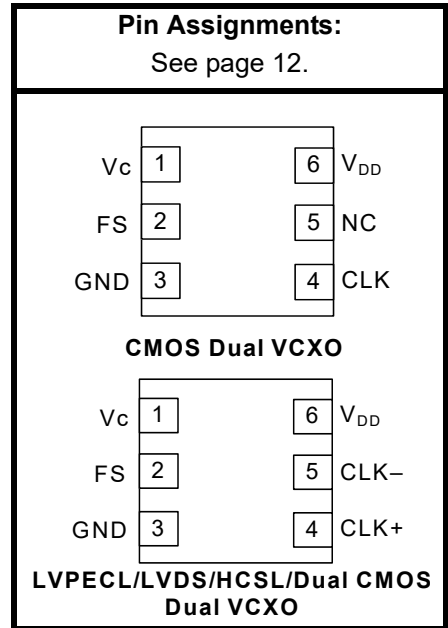 Pin Assignments:
See page 12.
Vc 1 6 VDD
FS 2 5 NC
GND 3 4 CLK
CMOS Dual VCXO
Vc 1 6 VDD
FS 2 5 CLK–
GND 3 4 CLK+
LVPECL/LVDS/HCSL/Dual CMOS
Dual VCXO